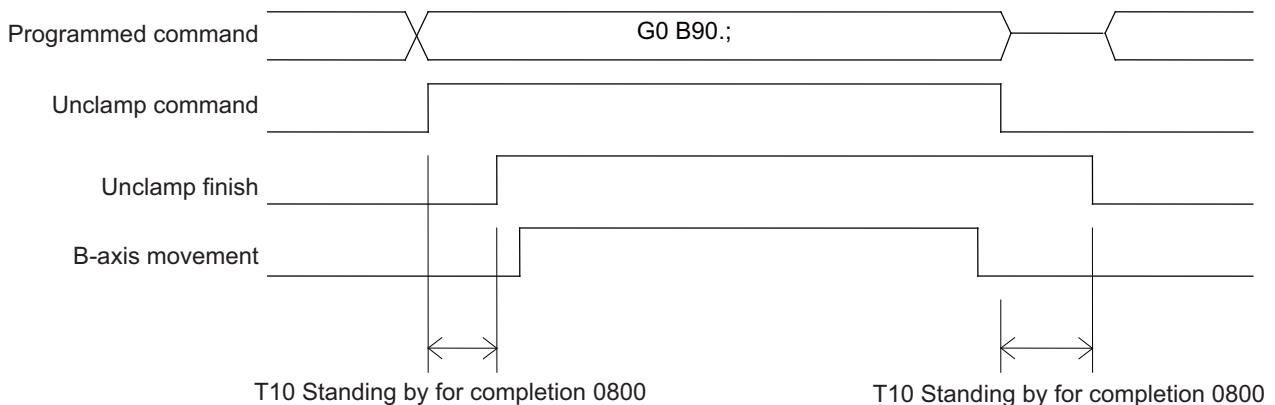 Programmed command
G0 B90.;
Unclamp command
Unclamp finish
B-axis movement
T10 Standing by for completion 0800
T10 Standing by for completion 0800